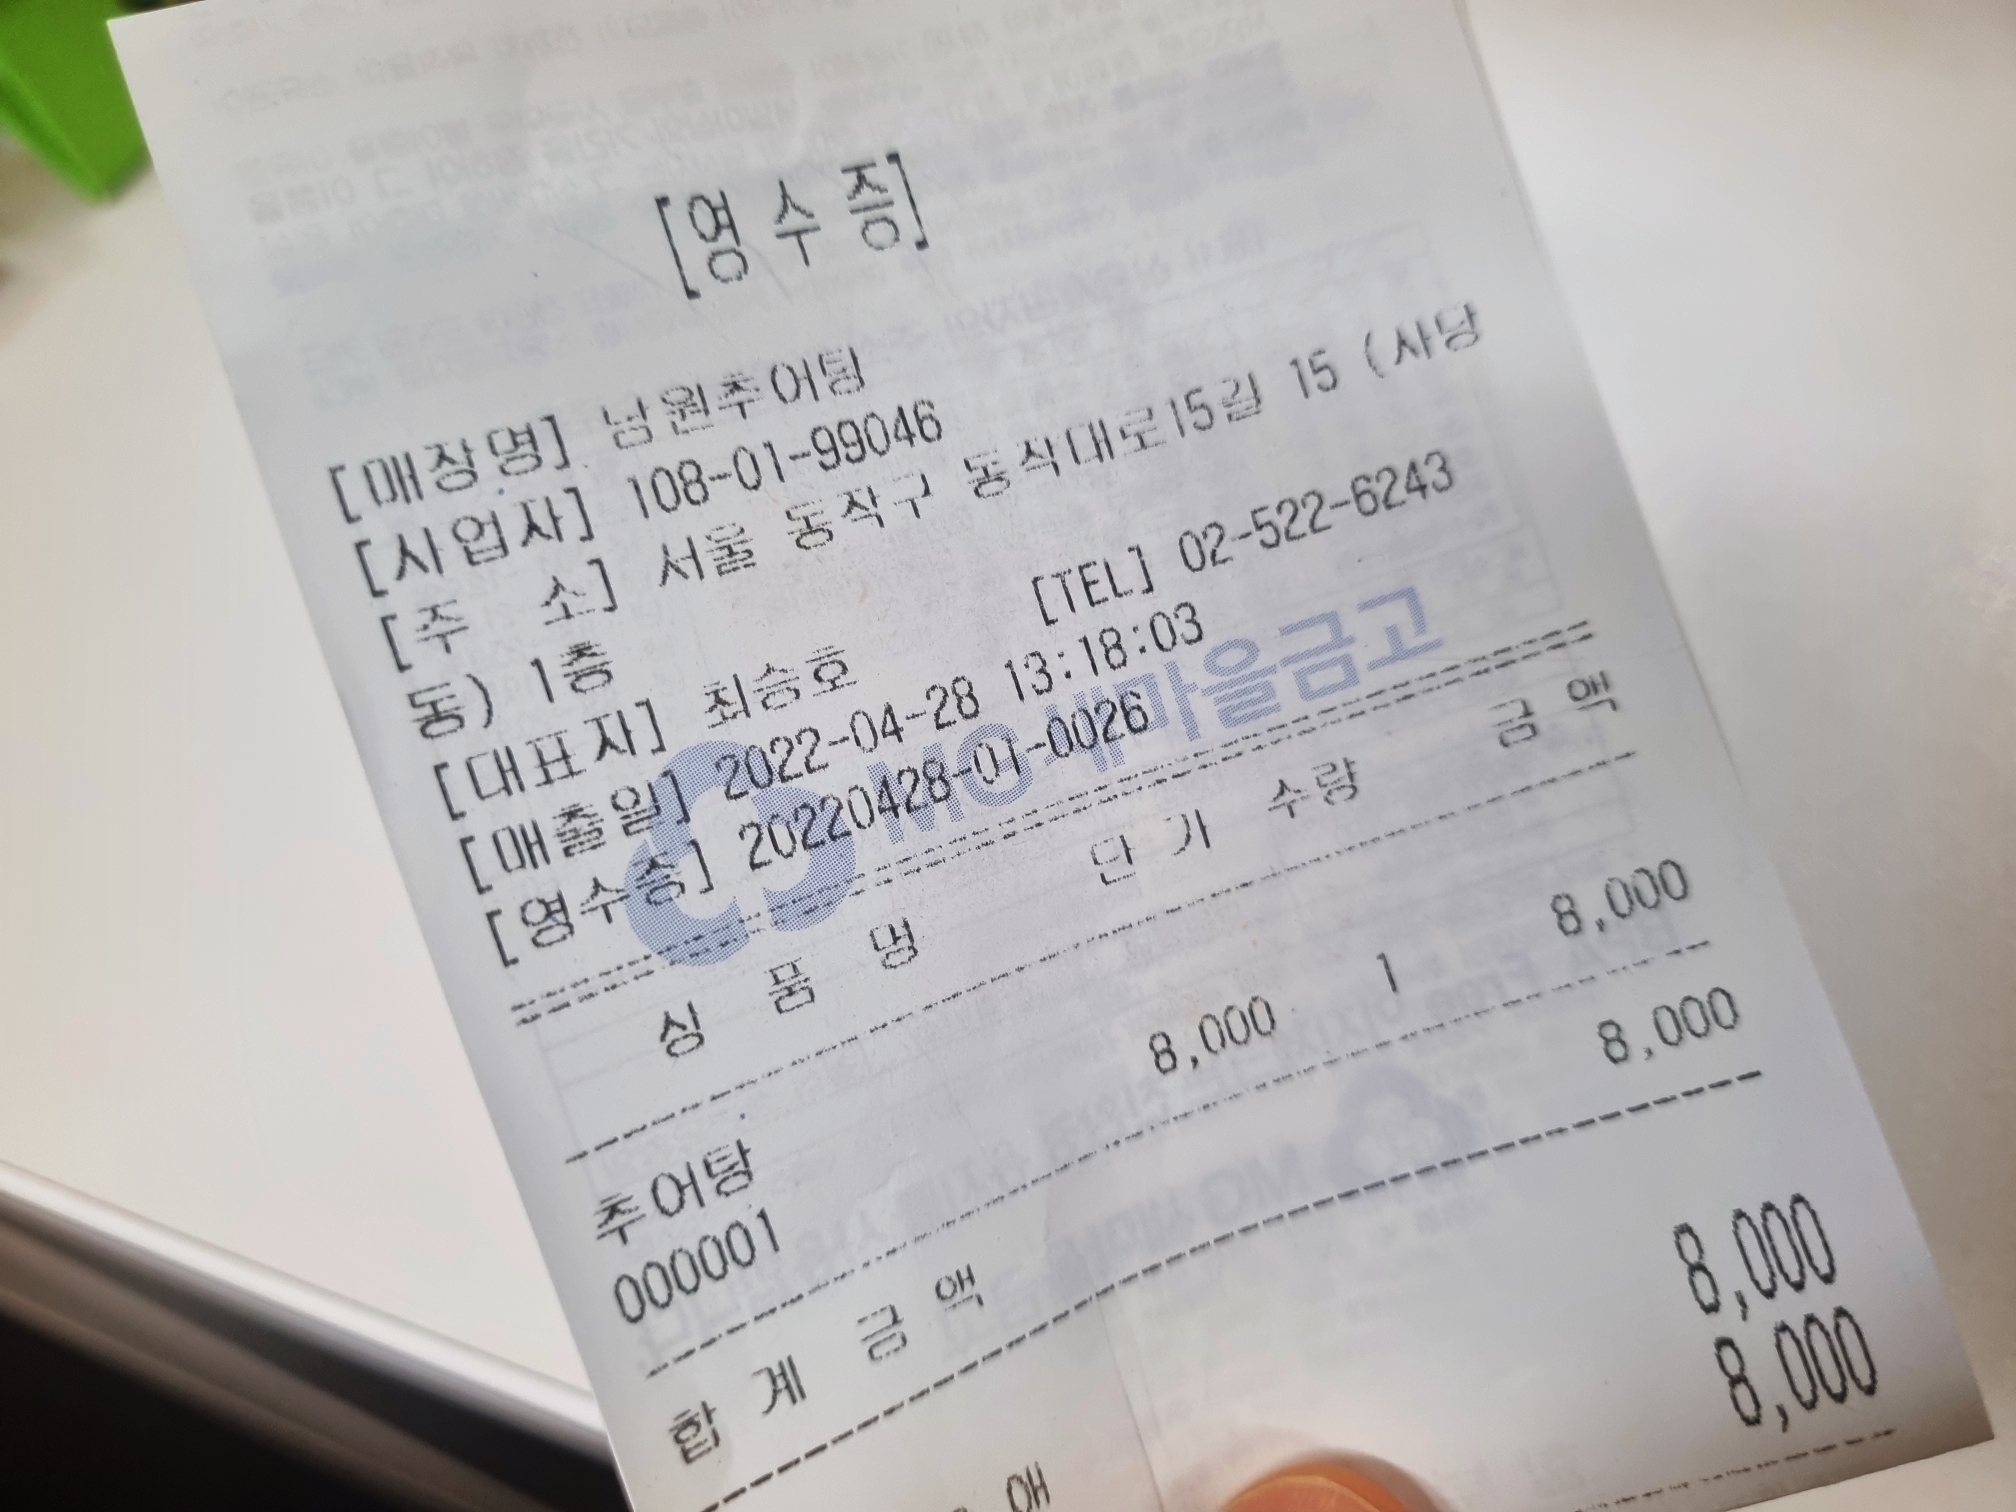 [영수증]
[매장명] 남원추어탕
[사업자] 108-01-99046
[주 소] 서울 동작구 동작대로15길 15 (사당
동) 1층
[TEL] 02-522-6243
[대표자] 최승호
[매출일] 2022-04-28 13:18:03
[영수증] 20220428-01-0026
MG새마을금고
상 품 명 단 가 수량 금 액
추어탕 8,000 1 8,000
000001
합 계 금 액 8,000
8,000
8,000